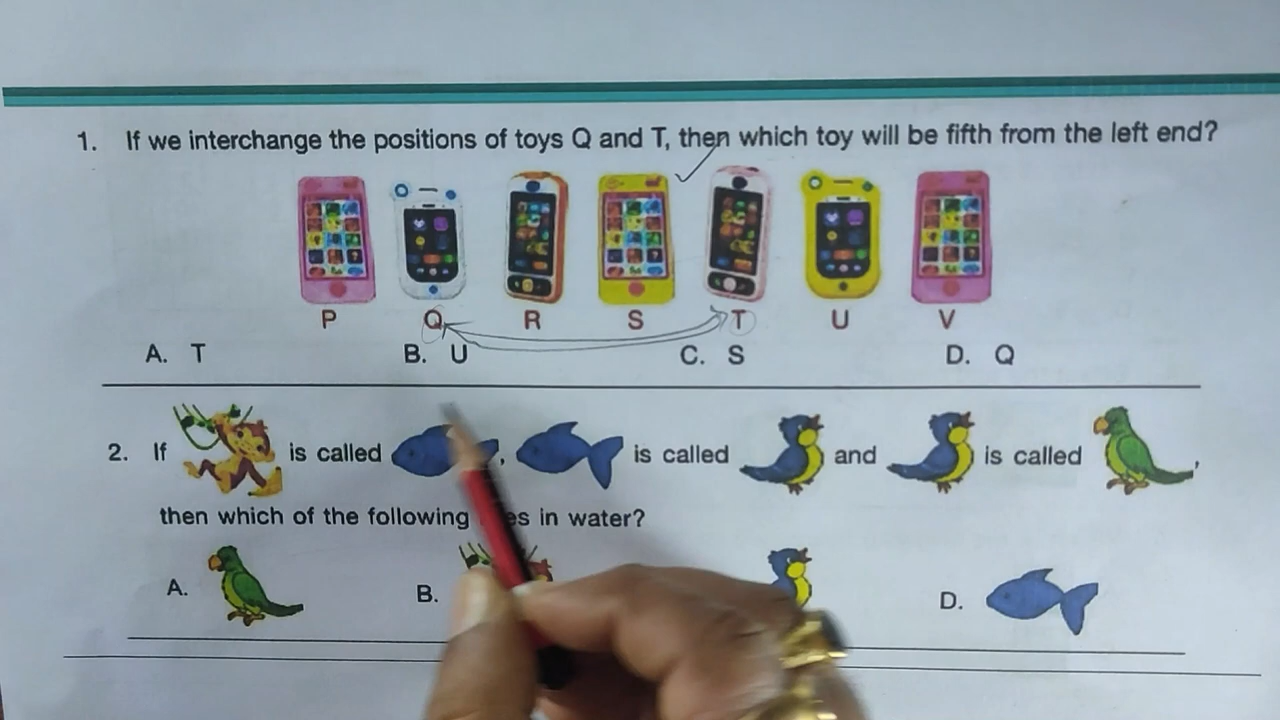 1. If we interchange the positions of toys Q and T, then which toy will be fifth from the left end?
P Q R S T U V
A. T B. U C. S D. Q
2. If is called , is called and is called ,
then which of the following in water?
A. B. D.